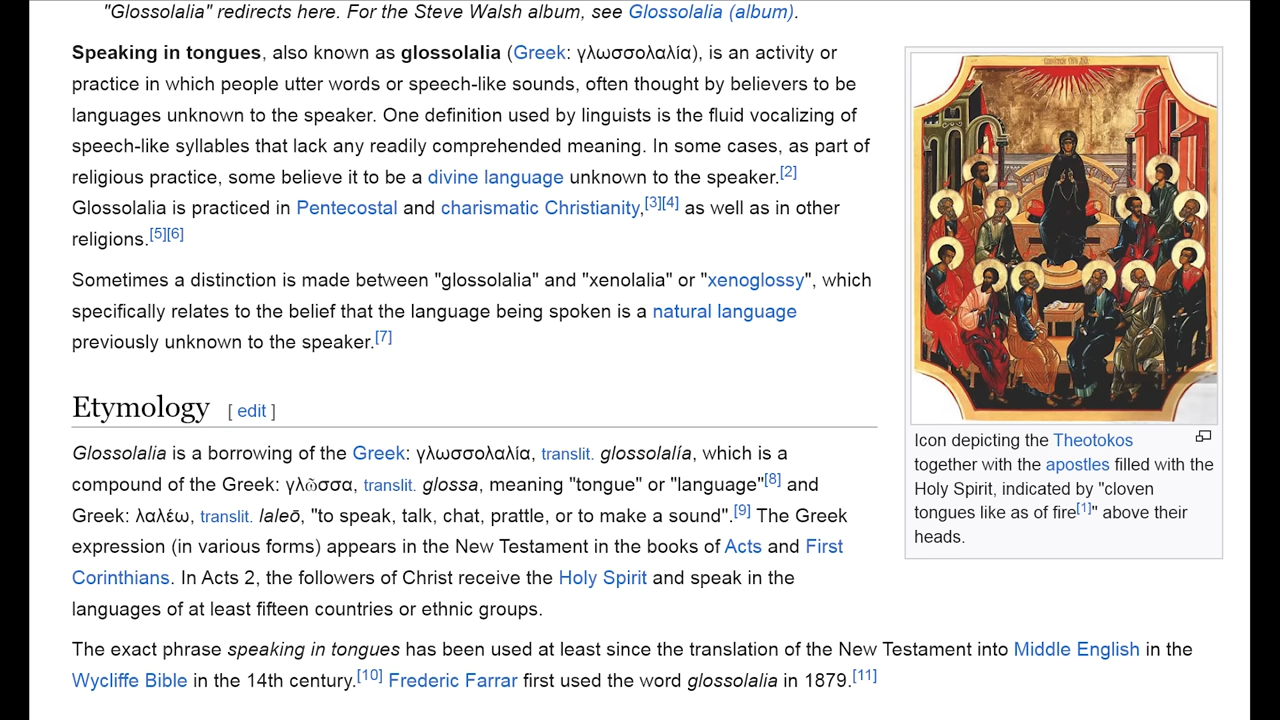 "Glossolalia" redirects here. For the Steve Walsh album, see Glossolalia (album).
Speaking in tongues, also known as glossolalia (Greek: γλωσσολαλία), is an activity or
practice in which people utter words or speech-like sounds, often thought by believers to be
languages unknown to the speaker. One definition used by linguists is the fluid vocalizing of
speech-like syllables that lack any readily comprehended meaning. In some cases, as part of
religious practice, some believe it to be a divine language unknown to the speaker.[2]
Glossolalia is practiced in Pentecostal and charismatic Christianity,[3][4] as well as in other
religions.[5][6]
Sometimes a distinction is made between "glossolalia" and "xenolalia" or "xenoglossy", which
specifically relates to the belief that the language being spoken is a natural language
previously unknown to the speaker.[7]
Etymology [ edit ]
Glossolalia is a borrowing of the Greek: γλωσσολαλία, translit. glossolalía, which is a
compound of the Greek: γλῶσσα, translit. glossa, meaning "tongue" or "language"[8] and
Greek: λαλέω, translit. laleō, "to speak, talk, chat, prattle, or to make a sound".[9] The Greek
expression (in various forms) appears in the New Testament in the books of Acts and First
Corinthians. In Acts 2, the followers of Christ receive the Holy Spirit and speak in the
languages of at least fifteen countries or ethnic groups.
The exact phrase speaking in tongues has been used at least since the translation of the New Testament into Middle English in the
Wycliffe Bible in the 14th century.[10] Frederic Farrar first used the word glossolalia in 1879.[11]
Icon depicting the Theotokos
together with the apostles filled with the
Holy Spirit, indicated by "cloven
tongues like as of fire[1]" above their
heads.